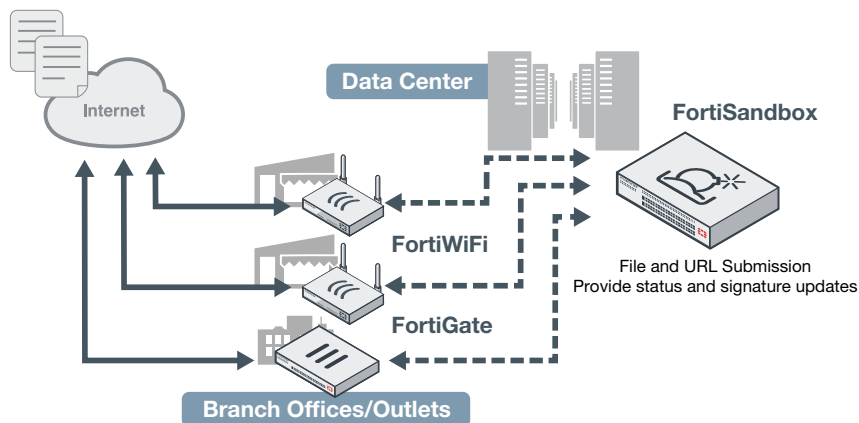 Internet
Data Center
FortiSandbox
FortiWiFi
FortiGate
File and URL Submission
Provide status and signature updates
Branch Offices/Outlets